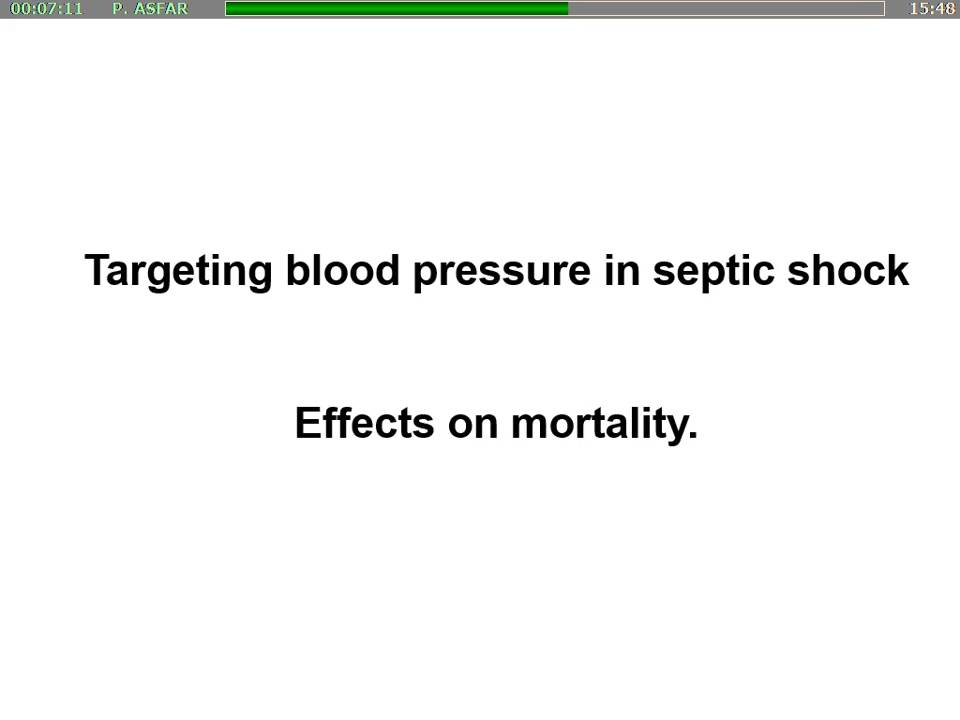 00:07:11 P. ASFAR 15:48
Targeting blood pressure in septic shock
Effects on mortality.